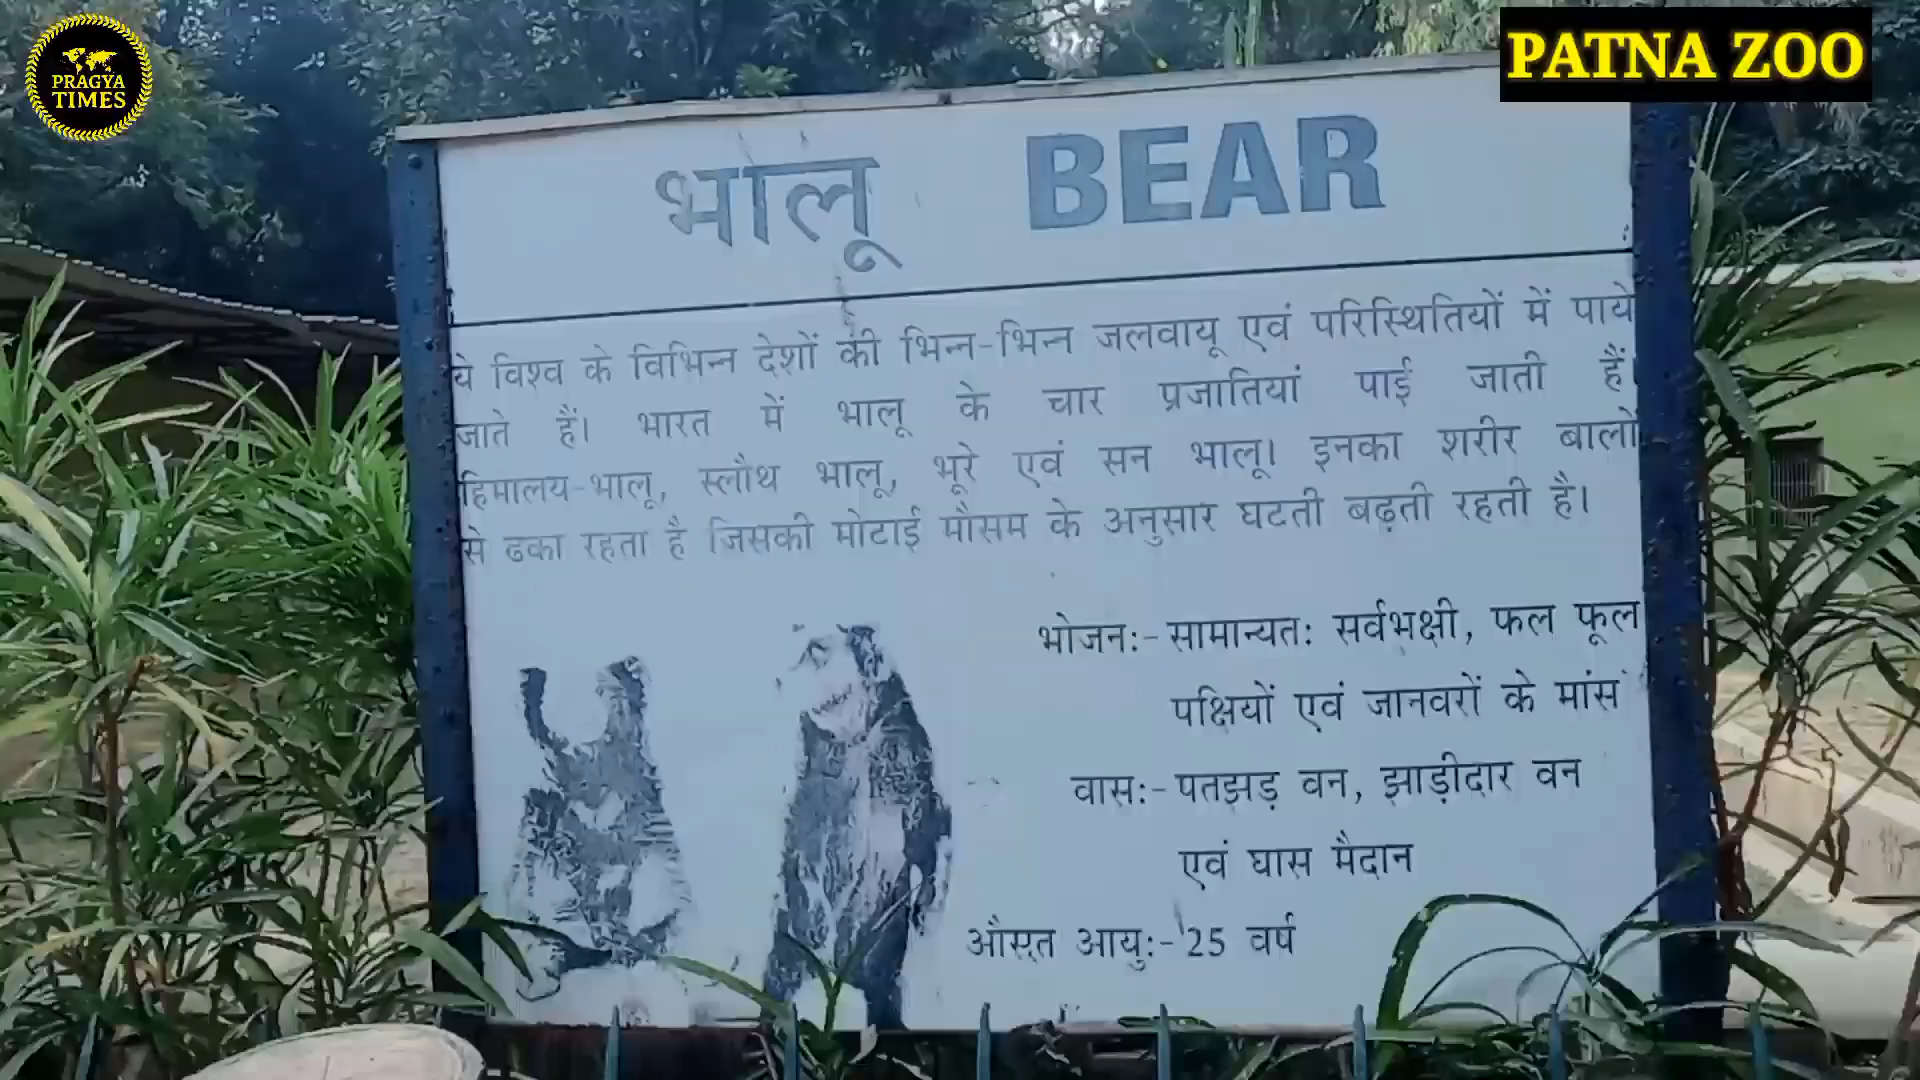 PRAGYA
TIMES
PATNA ZOO
भालू BEAR
ये विश्व के विभिन्न देशों की भिन्न-भिन्न जलवायू एवं परिस्थितियों में पाये
जाते हैं। भारत में भालू के चार प्रजातियां पाई जाती हैं।
हिमालय-भालू, स्लौथ भालू, भूरे एवं सन भालू। इनका शरीर बालों
से ढका रहता है जिसकी मोटाई मौसम के अनुसार घटती बढ़ती रहती है।
भोजन:- सामान्यत: सर्वभक्षी, फल फूल
पक्षियों एवं जानवरों के मांस
वास:- पतझड़ वन, झाड़ीदार वन
एवं घास मैदान
औसत आयु:- 25 वर्ष